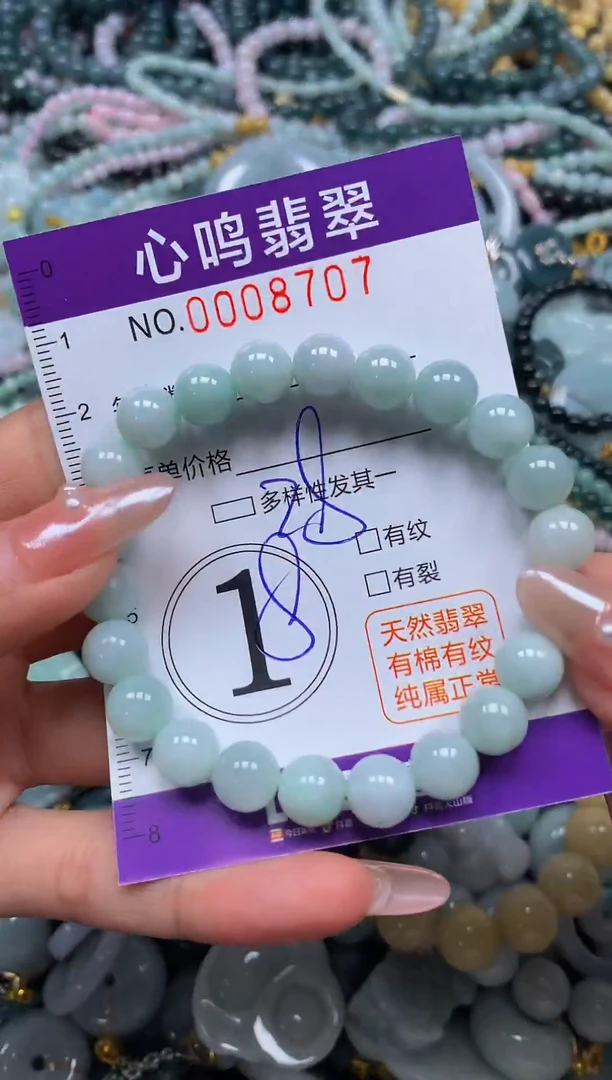 心鸣翡翠
NO.0008707
0
1
2
单价格
多样性发其一
有纹
有裂
1
8
天然翡翠
有棉有纹
纯属正常
7
8